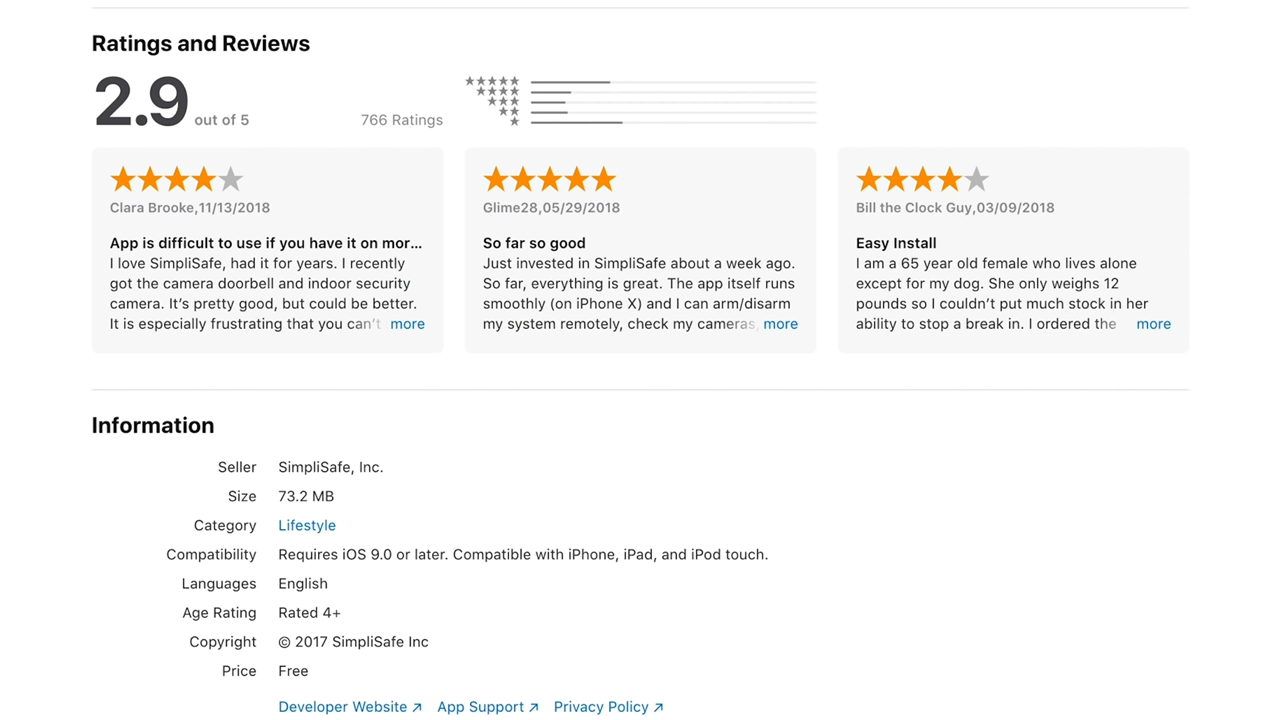 Ratings and Reviews
2.9 out of 5
766 Ratings
★★★★★
★★★★
★★★
★★
★
Clara Brooke,11/13/2018
App is difficult to use if you have it on mor...
I love SimpliSafe, had it for years. I recently
got the camera doorbell and indoor security
camera. It’s pretty good, but could be better.
It is especially frustrating that you can’t more
Glime28,05/29/2018
So far so good
Just invested in SimpliSafe about a week ago.
So far, everything is great. The app itself runs
smoothly (on iPhone X) and I can arm/disarm
my system remotely, check my cameras, more
Bill the Clock Guy,03/09/2018
Easy Install
I am a 65 year old female who lives alone
except for my dog. She only weighs 12
pounds so I couldn’t put much stock in her
ability to stop a break in. I ordered the more
Information
Seller SimpliSafe, Inc.
Size 73.2 MB
Category Lifestyle
Compatibility Requires iOS 9.0 or later. Compatible with iPhone, iPad, and iPod touch.
Languages English
Age Rating Rated 4+
Copyright © 2017 SimpliSafe Inc
Price Free
Developer Website ↗ App Support ↗ Privacy Policy ↗